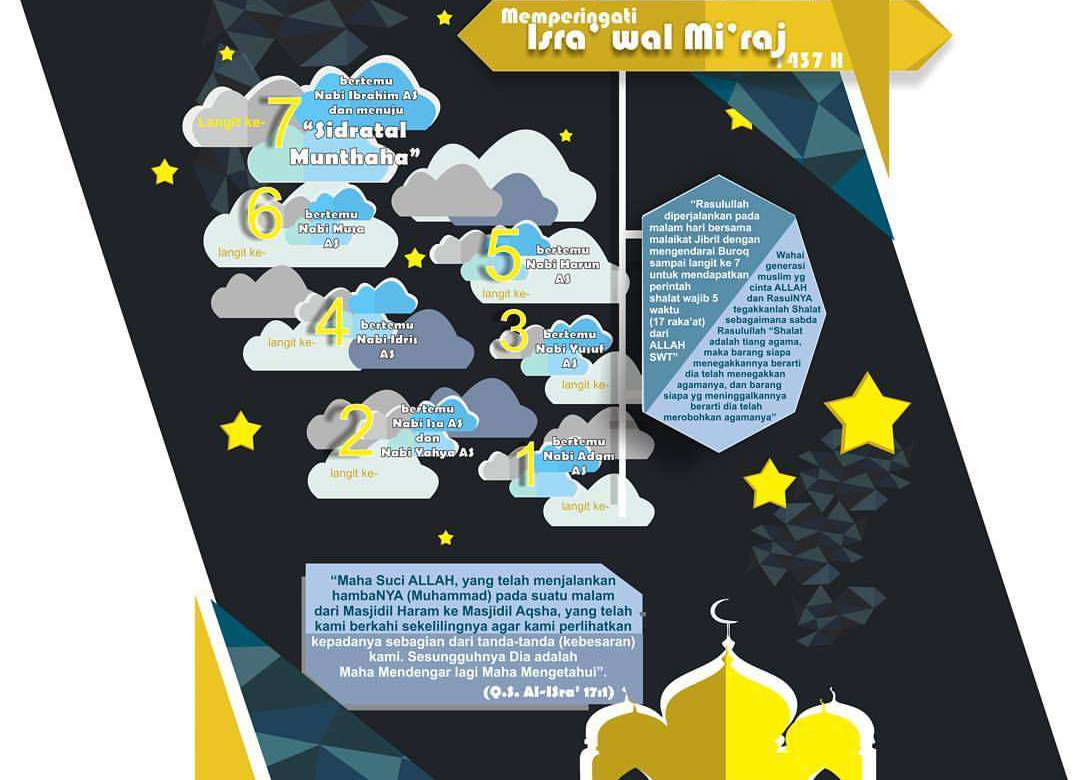 Memperingati
Isra' wal Mi'raj
1437 H
Langit ke-
7
bertemu
Nabi Ibrahim AS
dan menuju
"Sidratal
Munthaha"
6
langit ke-
bertemu
Nabi Musa
AS
5
langit ke-
bertemu
Nabi Harun
AS
4
langit ke-
bertemu
Nabi Idris
AS
3
bertemu
Nabi Yusuf
AS
langit ke-
2
langit ke-
bertemu
Nabi Isa AS
dan
Nabi Yahya AS
1
bertemu
Nabi Adam
AS
langit ke-
"Rasulullah
diperjalankan pada
malam hari bersama
malaikat Jibril dengan
mengendarai Buroq
sampai langit ke 7
untuk mendapatkan
perintah
shalat wajib 5
waktu
(17 raka'at)
dari
ALLAH
SWT"
Wahai
generasi
muslim yg
cinta ALLAH
dan RasulNYA
tegakkanlah Shalat
sebagaimana sabda
Rasulullah "Shalat
adalah tiang agama,
maka barang siapa
menegakkannya berarti
dia telah menegakkan
agamanya, dan barang
siapa yg meninggalkannya
berarti dia telah
merobohkan agamanya"
"Maha Suci ALLAH, yang telah menjalankan
hambaNYA (Muhammad) pada suatu malam
dari Masjidil Haram ke Masjidil Aqsha, yang telah
kami berkahi sekelilingnya agar kami perlihatkan
kepadanya sebagian dari tanda-tanda (kebesaran)
kami. Sesungguhnya Dia adalah
Maha Mendengar lagi Maha Mengetahui".
(Q.S. Al-ISra' 17:1)